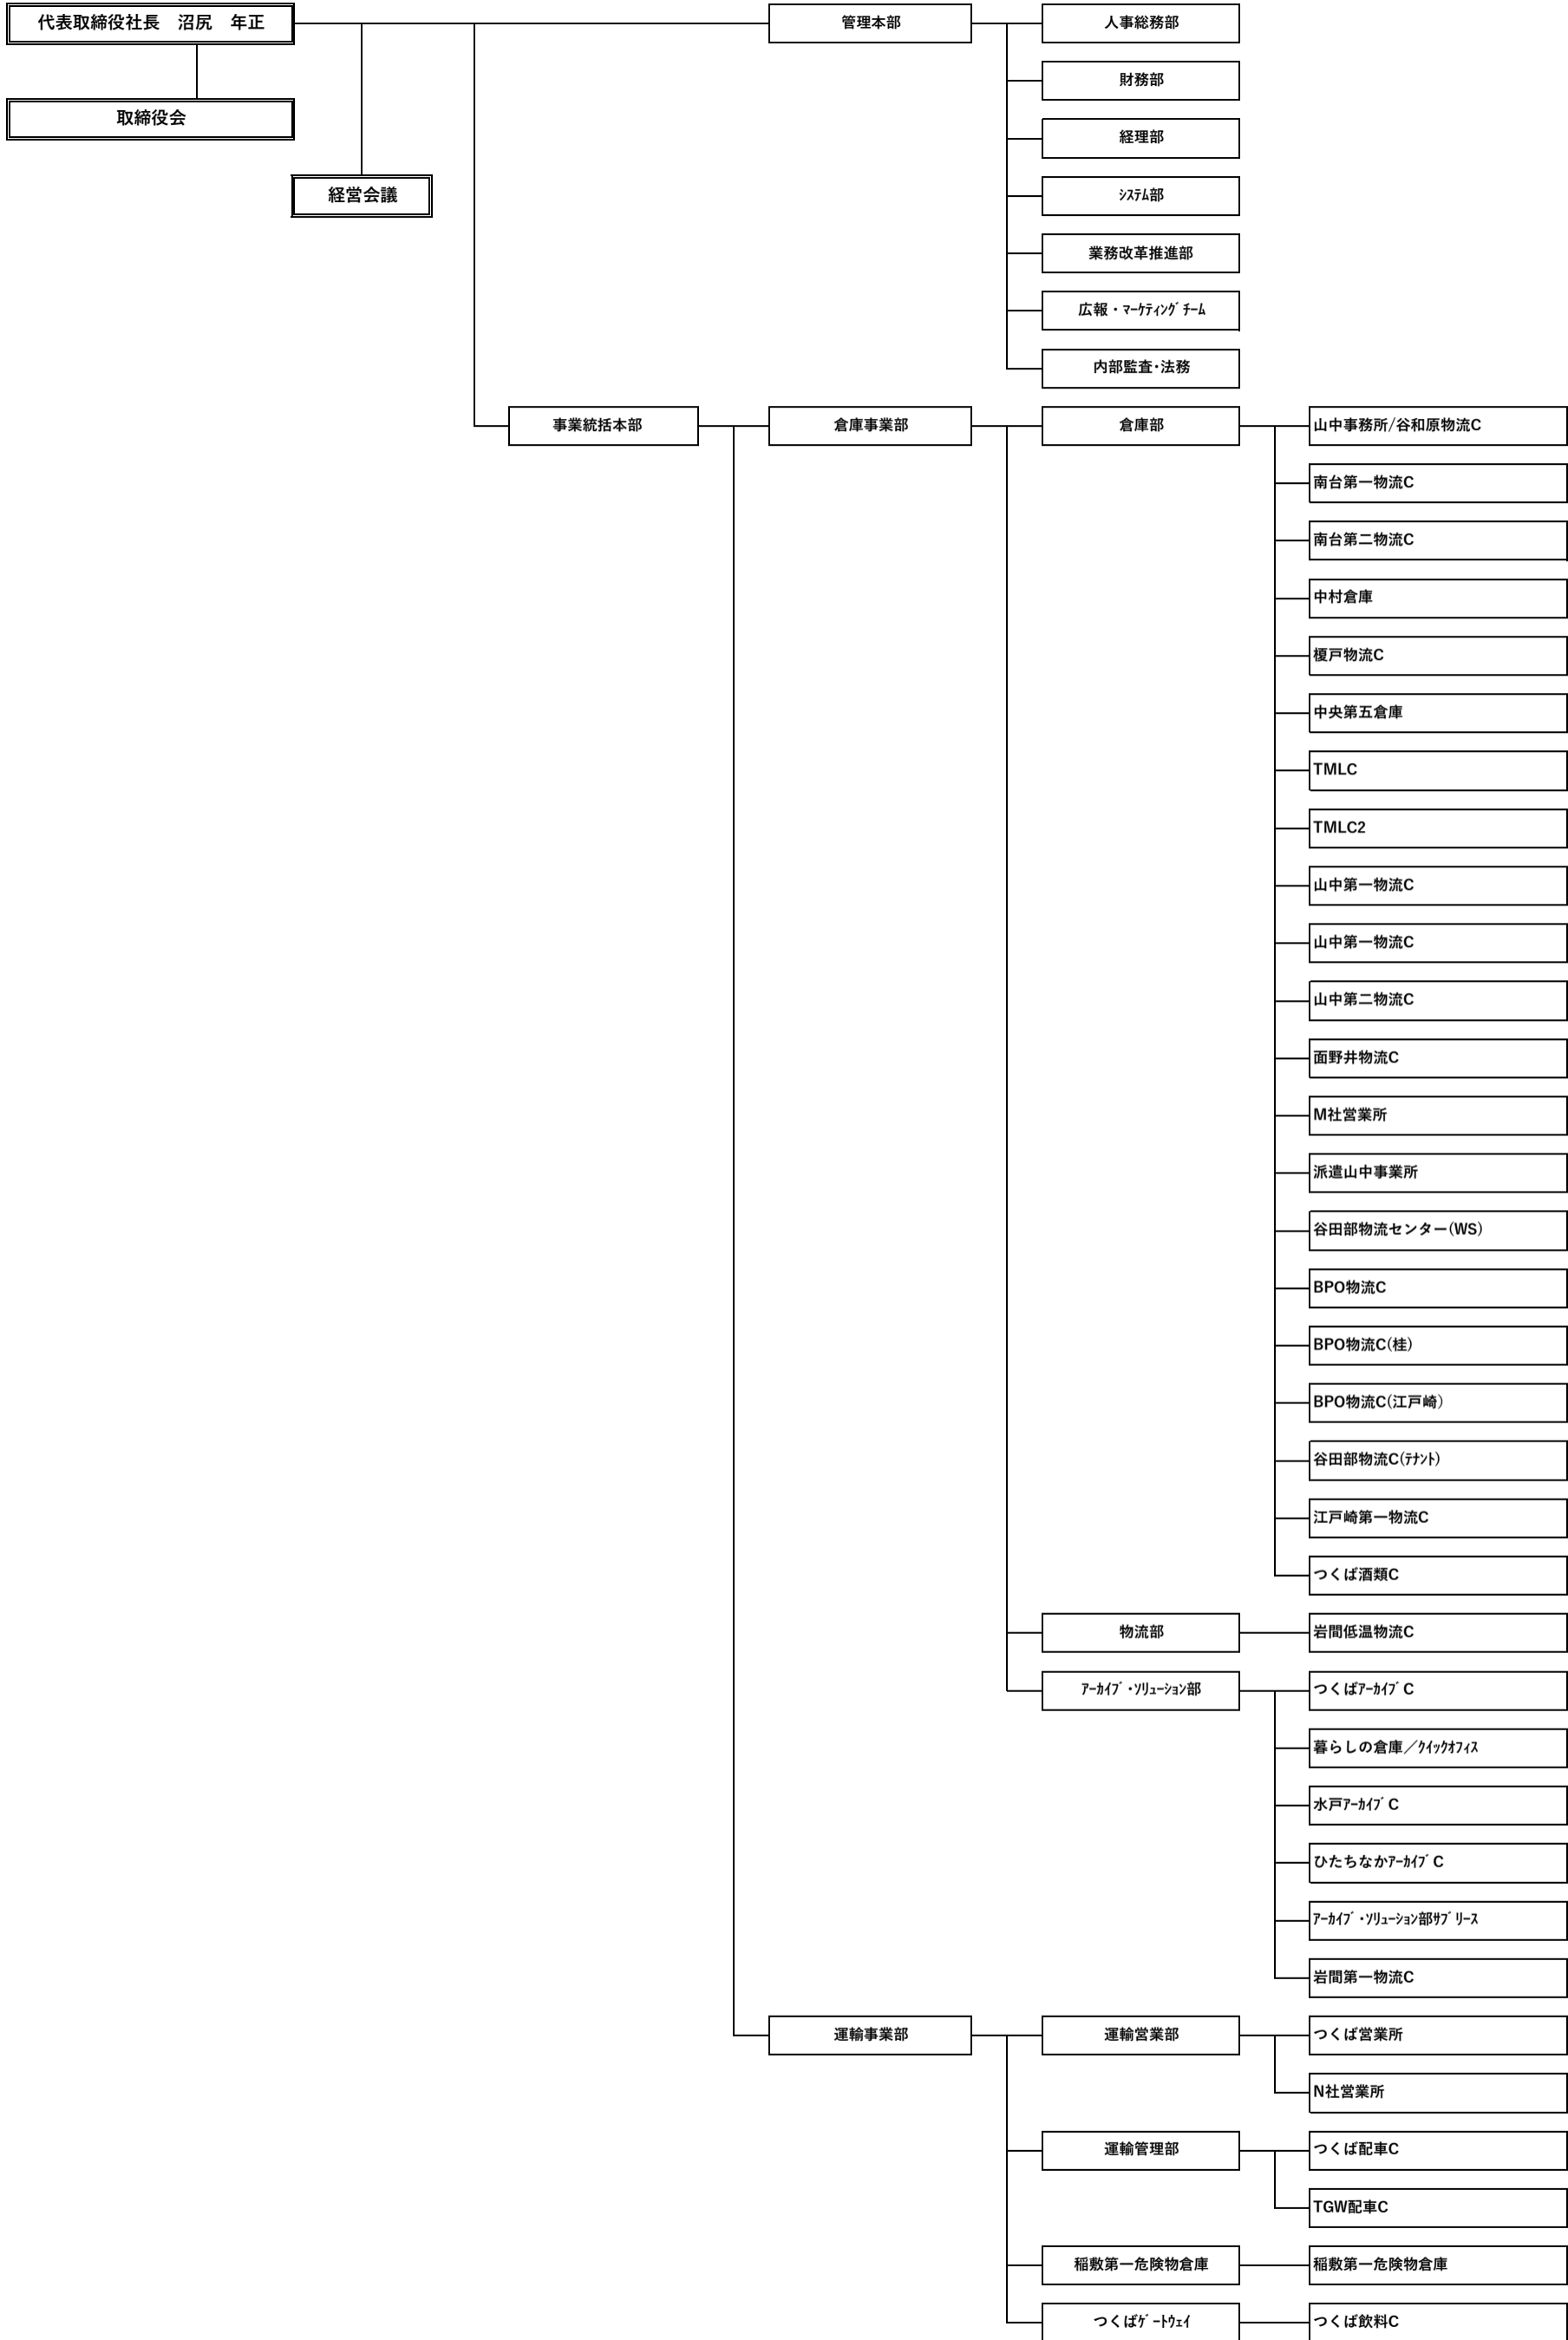 代表取締役社長　沼尻　年正
管理本部
人事総務部
財務部
取締役会
経理部
経営会議
ｼｽﾃﾑ部
業務改革推進部
広報・ﾏｰｹﾃｨﾝｸﾞﾁｰﾑ
内部監査･法務
事業統括本部
倉庫事業部
倉庫部
山中事務所/谷和原物流C
南台第一物流C
南台第二物流C
中村倉庫
榎戸物流C
中央第五倉庫
TMLC
TMLC2
山中第一物流C
山中第一物流C
山中第二物流C
面野井物流C
M社営業所
派遣山中事業所
谷田部物流センター(WS)
BPO物流C
BPO物流C(桂)
BPO物流C(江戸崎)
谷田部物流C(ﾃﾅﾝﾄ)
江戸崎第一物流C
つくば酒類C
物流部
岩間低温物流C
ｱｰｶｲﾌﾞ･ｿﾘｭｰｼｮﾝ部
つくばｱｰｶｲﾌﾞC
暮らしの倉庫／ｸｲｯｸｵﾌｨｽ
水戸ｱｰｶｲﾌﾞC
ひたちなかｱｰｶｲﾌﾞC
ｱｰｶｲﾌﾞ･ｿﾘｭｰｼｮﾝ部ｻﾌﾞﾘｰｽ
岩間第一物流C
運輸事業部
運輸営業部
つくば営業所
N社営業所
運輸管理部
つくば配車C
TGW配車C
稲敷第一危険物倉庫
稲敷第一危険物倉庫
つくばｹﾞｰﾄｳｪｲ
つくば飲料C